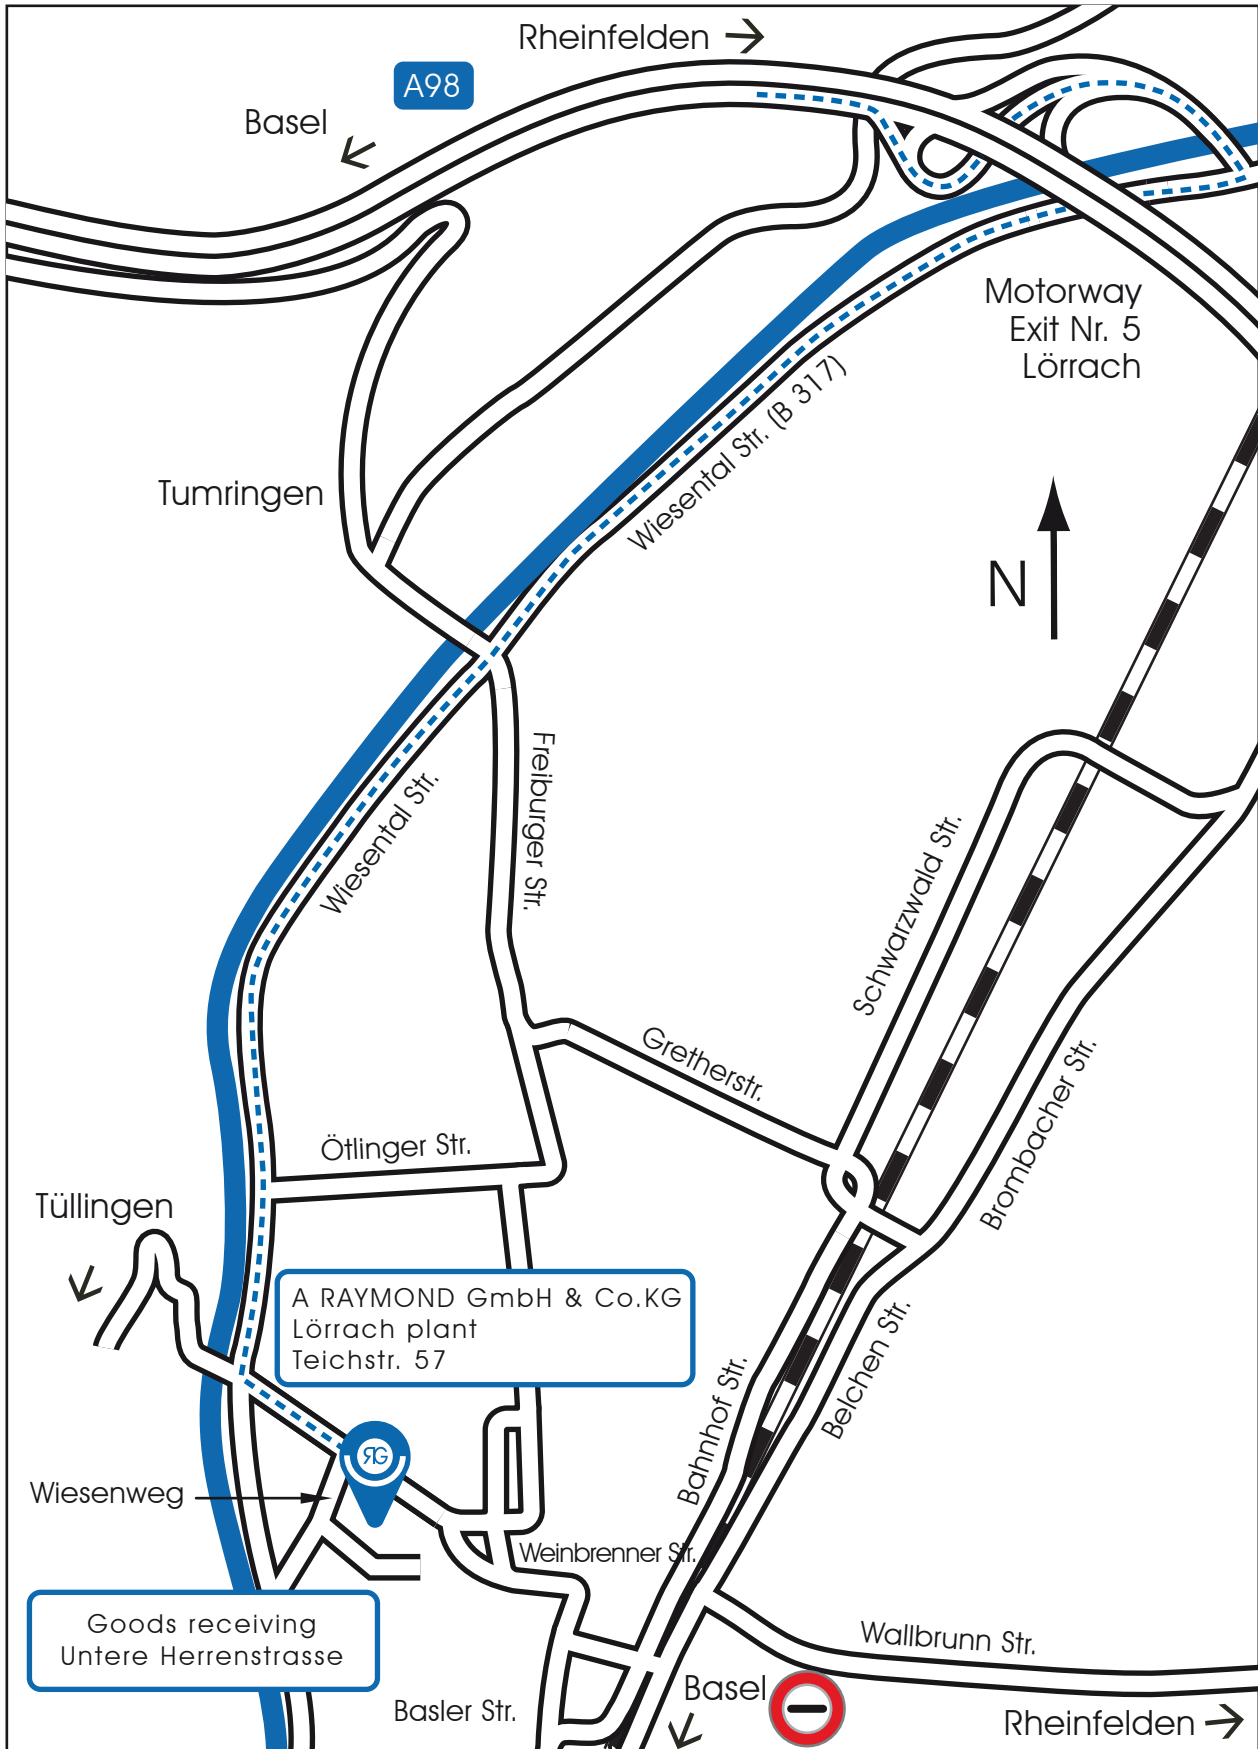 Rheinfelden
A98
Basel
Motorway
Exit Nr. 5
Lörrach
Wiesental Str. (B 317)
Tumringen
N
Freiburger Str.
Wiesental Str.
Schwarzwald Str.
Gretherstr.
Brombacher Str.
Ötlinger Str.
Tüllingen
A RAYMOND GmbH & Co.KG
Lörrach plant
Teichstr. 57
Belchen Str.
Bahnhof Str.
RG
Wiesenweg
Weinbrenner Str.
Goods receiving
Untere Herrenstrasse
Wallbrunn Str.
Basel
Basler Str.
Rheinfelden